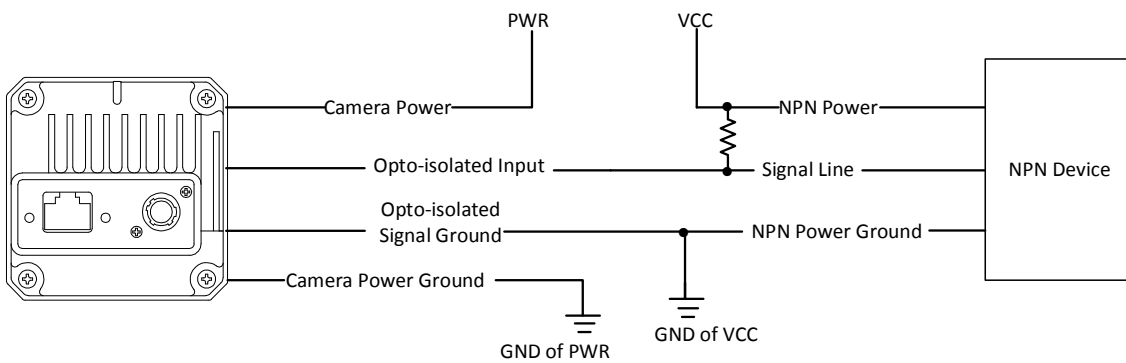 PWR
VCC
Camera Power
NPN Power
Opto-isolated Input
Signal Line
NPN Device
Opto-isolated
Signal Ground
NPN Power Ground
Camera Power Ground
GND of VCC
GND of PWR